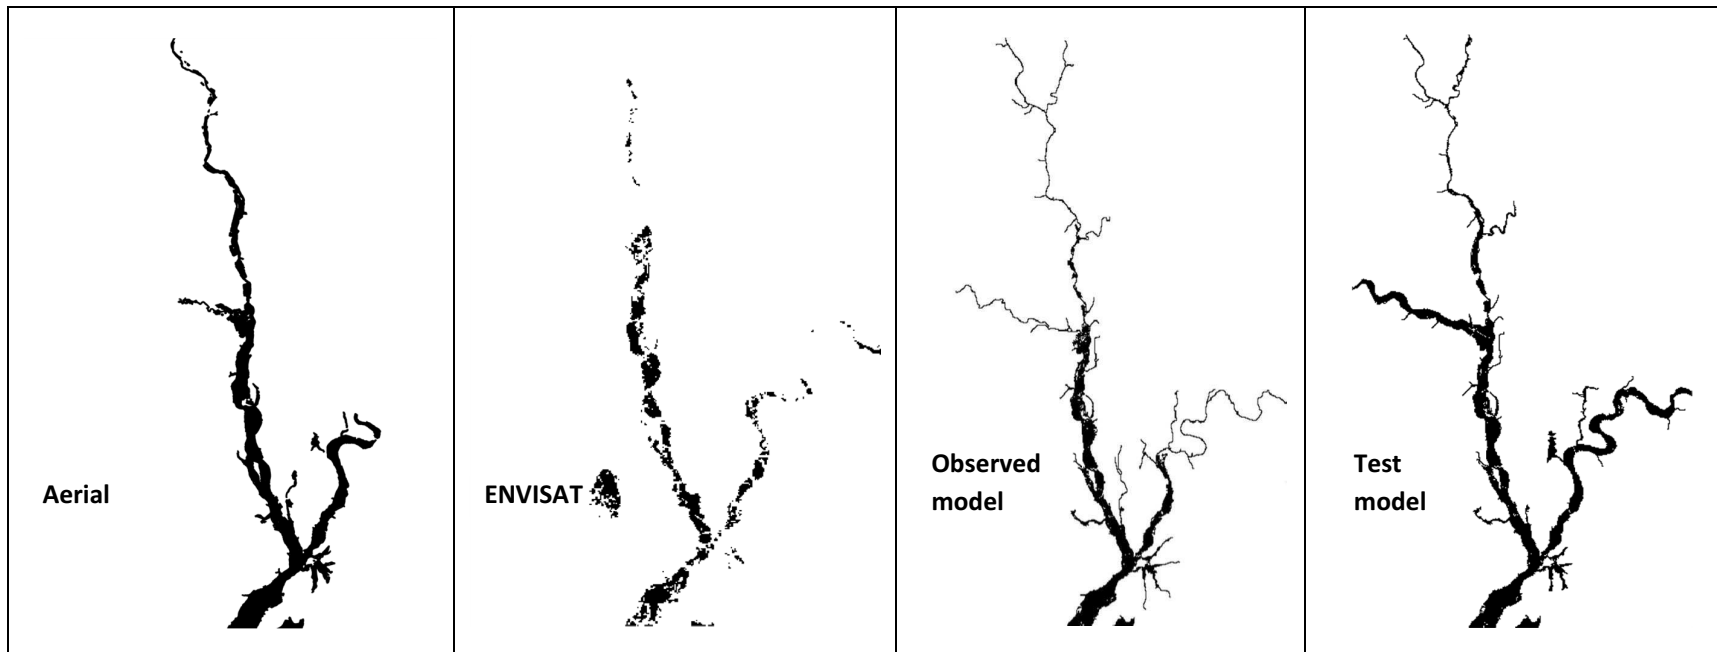 Aerial
ENVISAT
Observed
model
Test
model